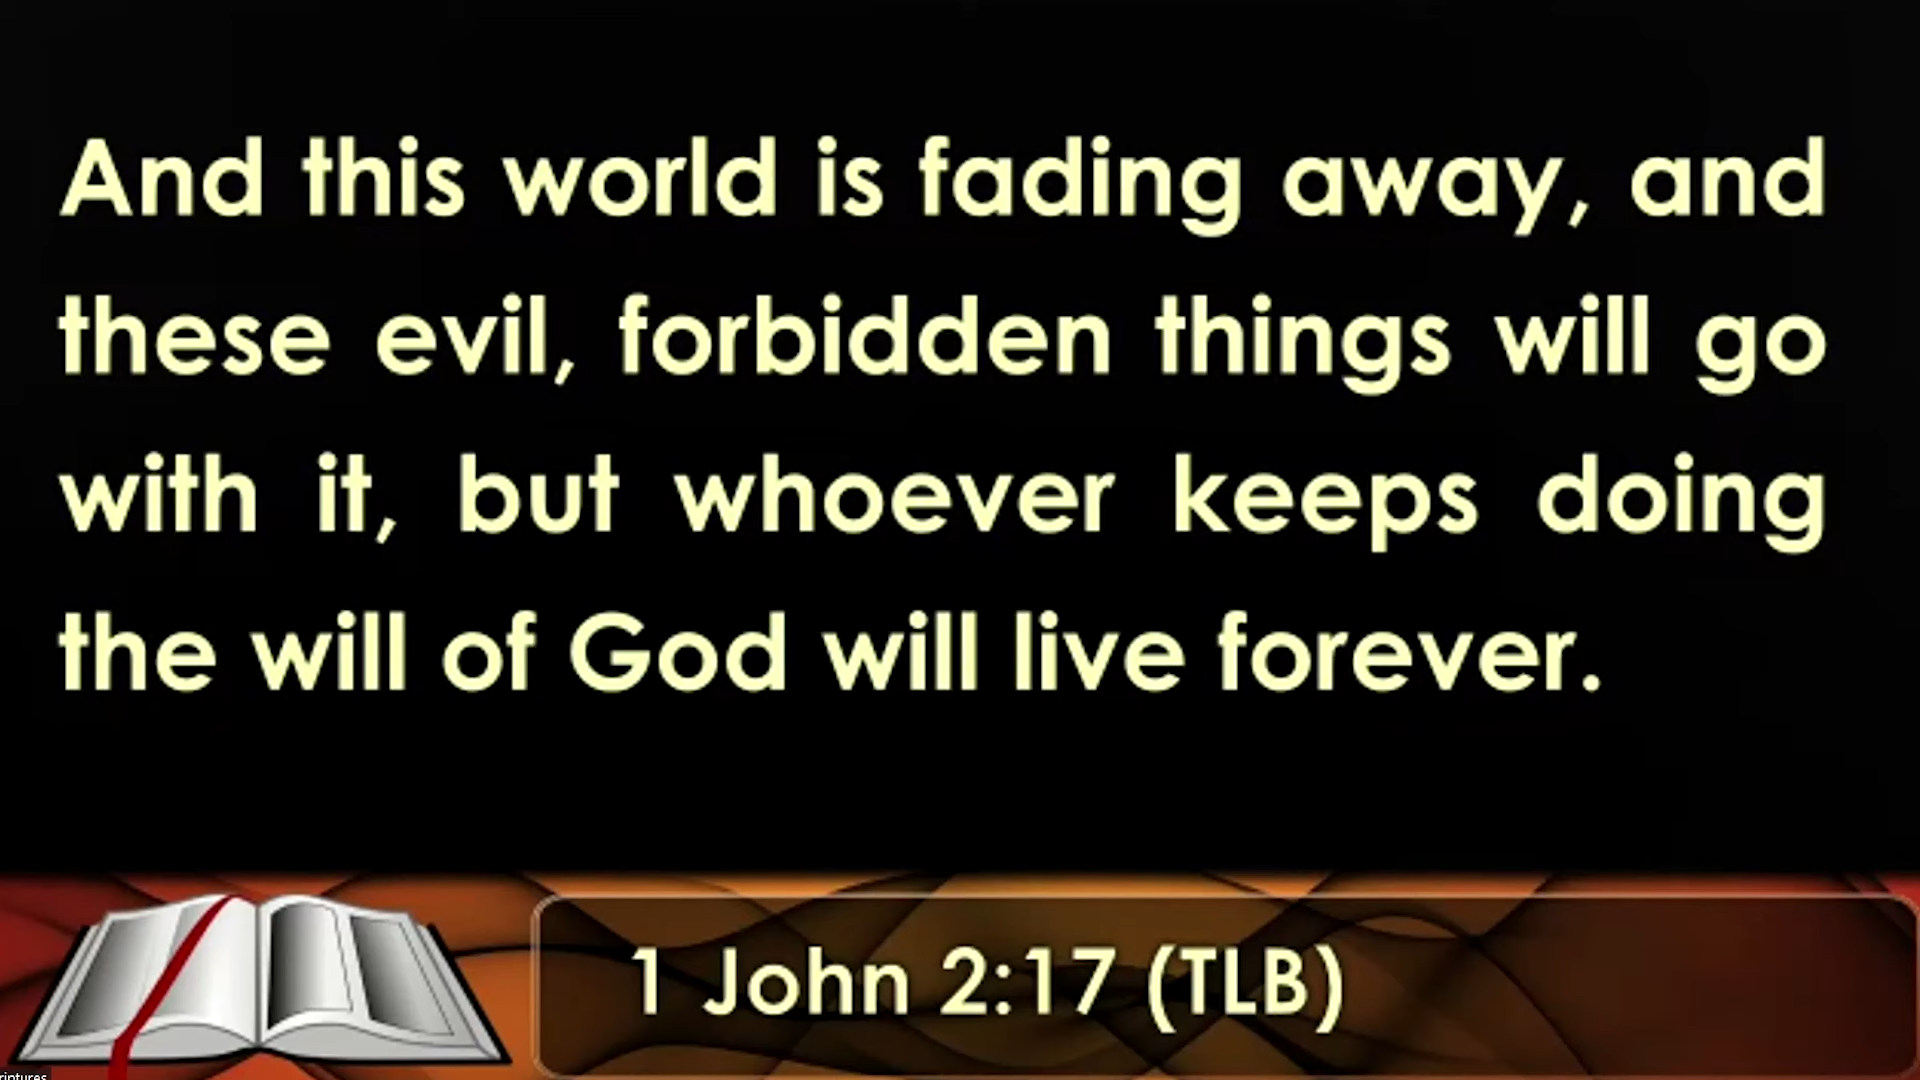 And this world is fading away, and
these evil, forbidden things will go
with it, but whoever keeps doing
the will of God will live forever.
1 John 2:17 (TLB)
riptures